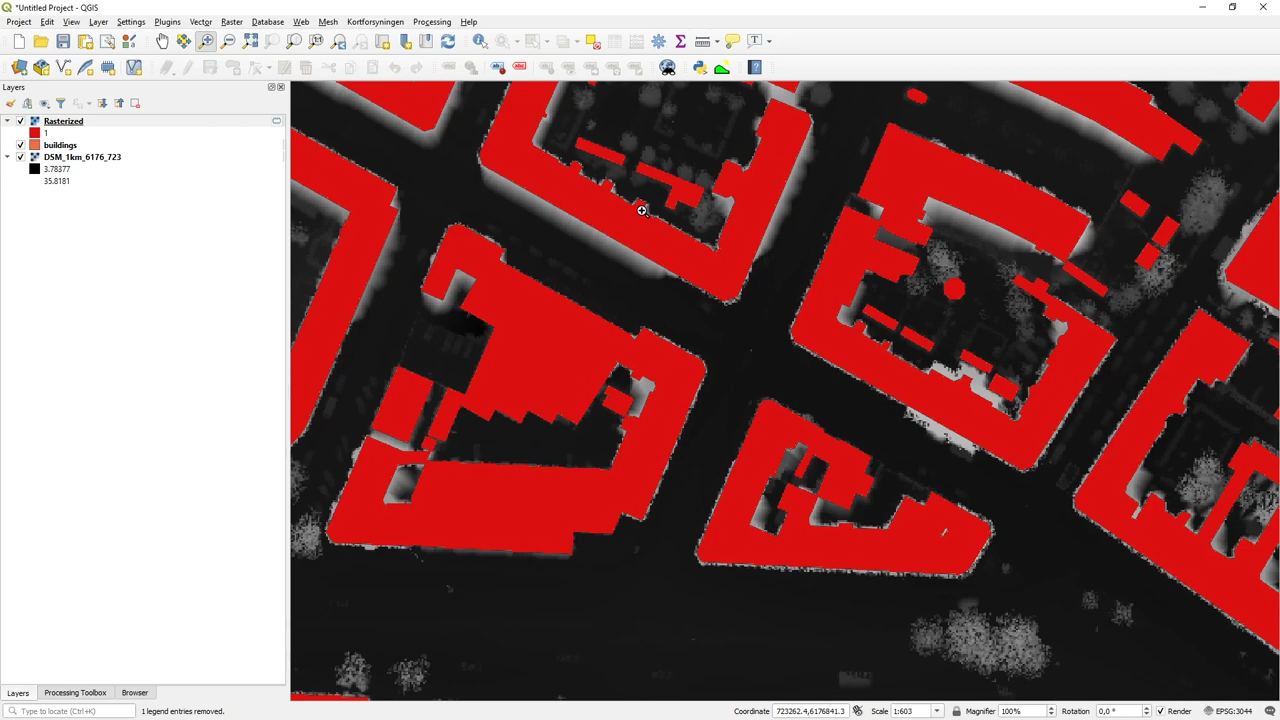 *Untitled Project - QGIS
Project Edit View Layer Settings Plugins Vector Raster Database Web Mesh Kortforsyningen Processing Help
Layers
Rasterized
1
buildings
DSM_1km_6176_723
3.78377
35.8181
Layers Processing Toolbox Browser
Type to locate (Ctrl+K) 1 legend entries removed. Coordinate 723262.4,6176841.3 Scale 1:603 Magnifier 100% Rotation 0,0 ° Render EPSG:3044